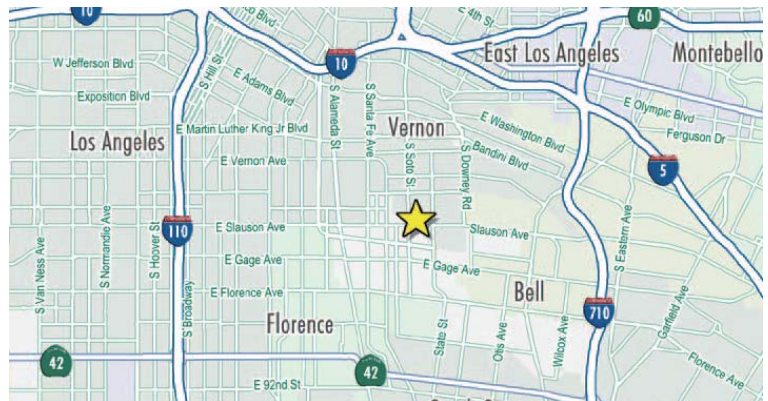 10
E 4th St
60
W Jefferson Blvd
S Hill St
East Los Angeles
Montebello
10
E Adams Blvd
Exposition Blvd
S Alameda St
S Santa Fe Ave
E Olympic Blvd
Ferguson Dr
Los Angeles
E Martin Luther King Jr Blvd
Vernon
E Washington Blvd
Bandini Blvd
E Vernon Ave
S Soto St
S Downey Rd
5
110
E Slauson Ave
Slauson Ave
S Van Ness Ave
S Normandie Ave
S Hoover St
E Gage Ave
E Gage Ave
S Eastern Ave
E Florence Ave
Bell
710
S Broadway
Florence
State St
Otis Ave
Wilcox Ave
Garfield Ave
Florence Ave
42
42
E 92nd St